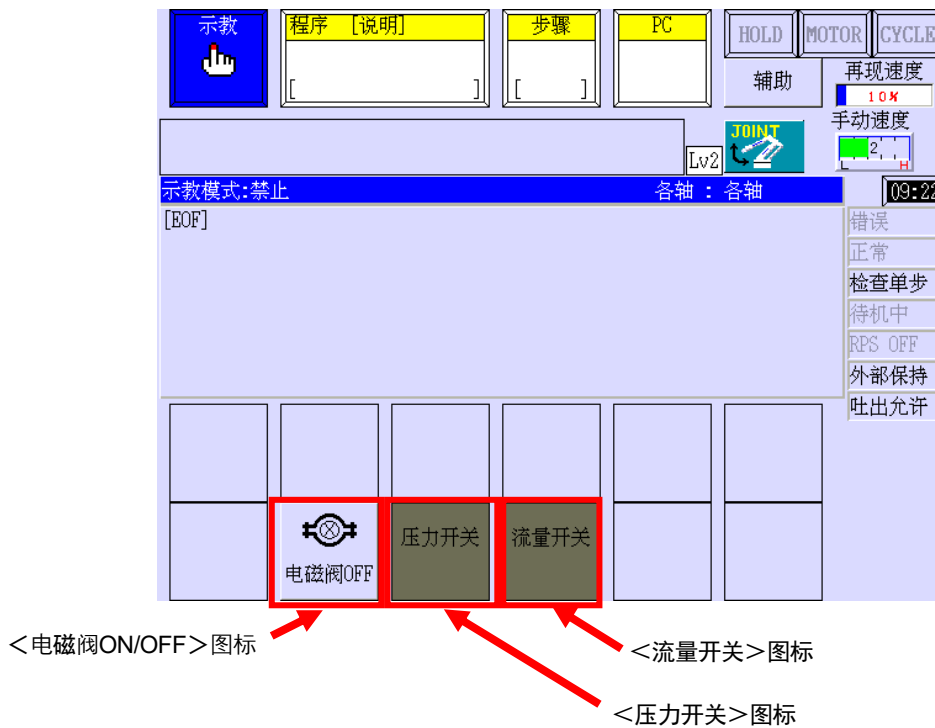 示教
程序 [说明]
步骤
PC
HOLD
MOTOR
CYCLE
[ ]
[ ]
辅助
再现速度
10%
手动速度
JOINT
Lv2
2
L H
示教模式:禁止 各轴 : 各轴
09:22
[EOF]
错误
正常
检查单步
待机中
RPS OFF
外部保持
吐出允许
电磁阀OFF
压力开关
流量开关
＜电磁阀ON/OFF＞图标
＜流量开关＞图标
＜压力开关＞图标